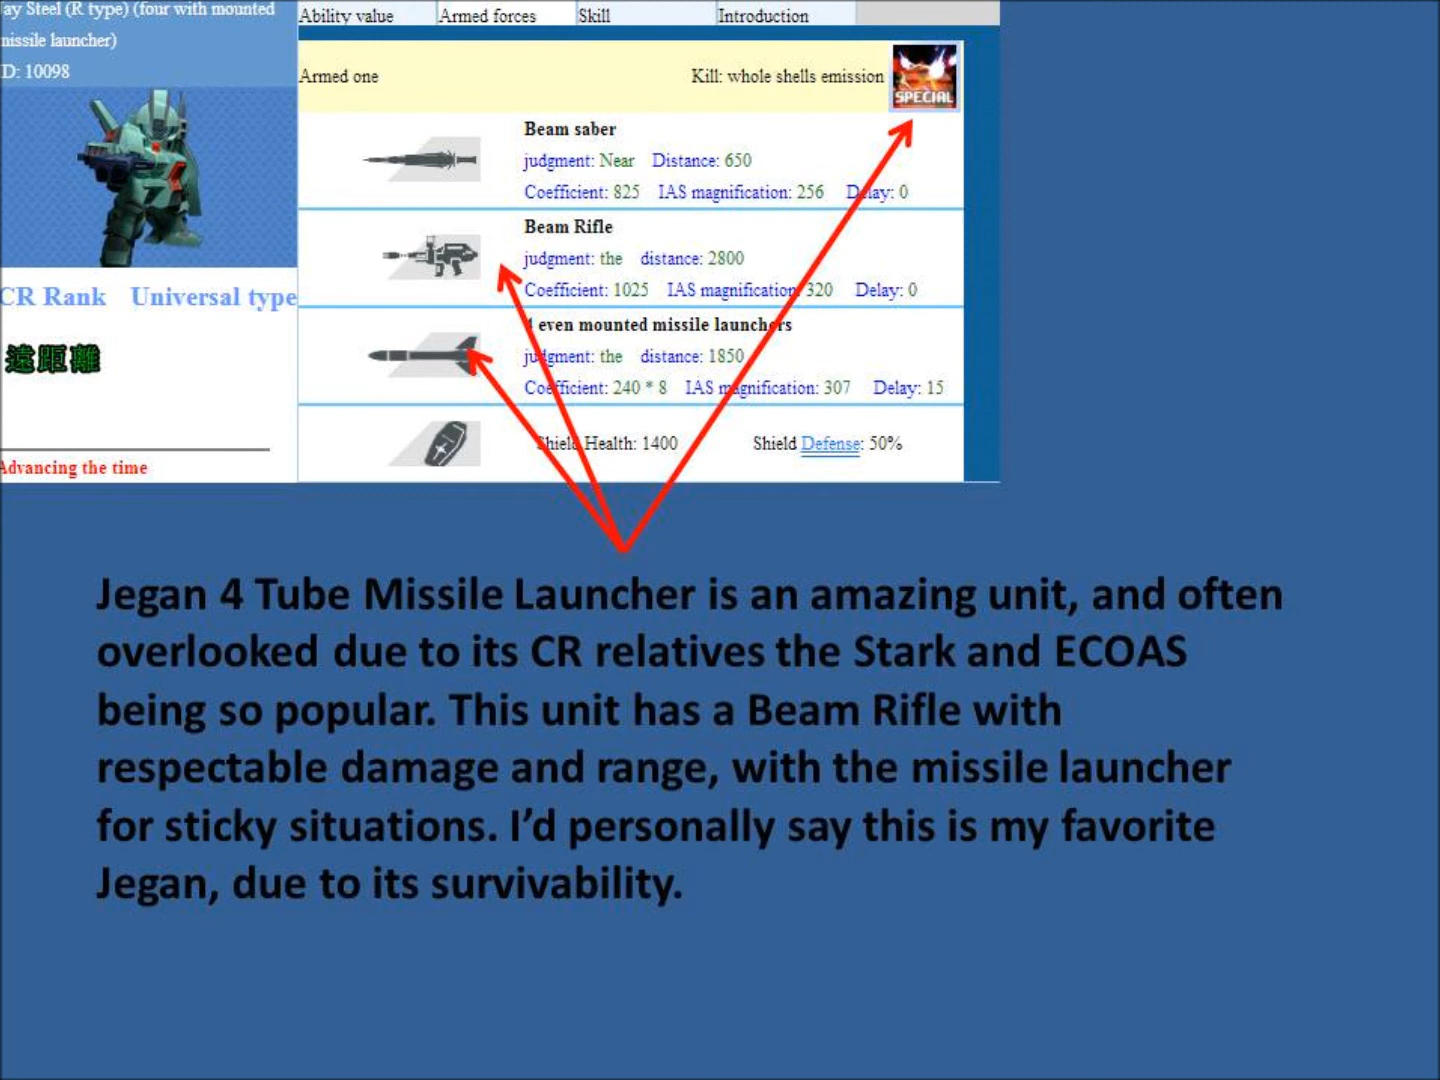 ay Steel (R type) (four with mounted
nissile launcher)
D: 10098
CR Rank Universal type
遠距離
Advancing the time
Ability value Armed forces Skill Introduction
Armed one Kill: whole shells emission SPECIAL
Beam saber
judgment: Near Distance: 650
Coefficient: 825 IAS magnification: 256 Delay: 0
Beam Rifle
judgment: the distance: 2800
Coefficient: 1025 IAS magnification: 320 Delay: 0
4 even mounted missile launchers
judgment: the distance: 1850
Coefficient: 240 * 8 IAS magnification: 307 Delay: 15
Shield Health: 1400 Shield Defense: 50%
Jegan 4 Tube Missile Launcher is an amazing unit, and often
overlooked due to its CR relatives the Stark and ECOAS
being so popular. This unit has a Beam Rifle with
respectable damage and range, with the missile launcher
for sticky situations. I’d personally say this is my favorite
Jegan, due to its survivability.